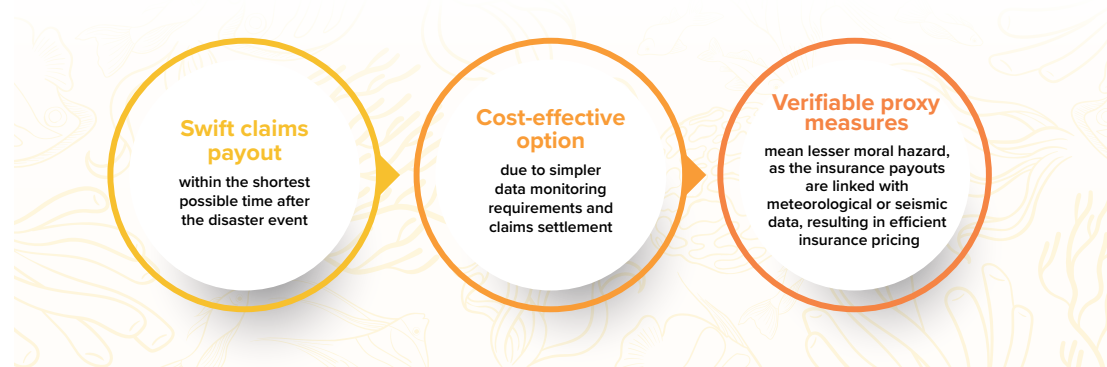 Swift claims
payout
within the shortest
possible time after
the disaster event
Cost-effective
option
due to simpler
data monitoring
requirements and
claims settlement
Verifiable proxy
measures
mean lesser moral hazard,
as the insurance payouts
are linked with
meteorological or seismic
data, resulting in efficient
insurance pricing